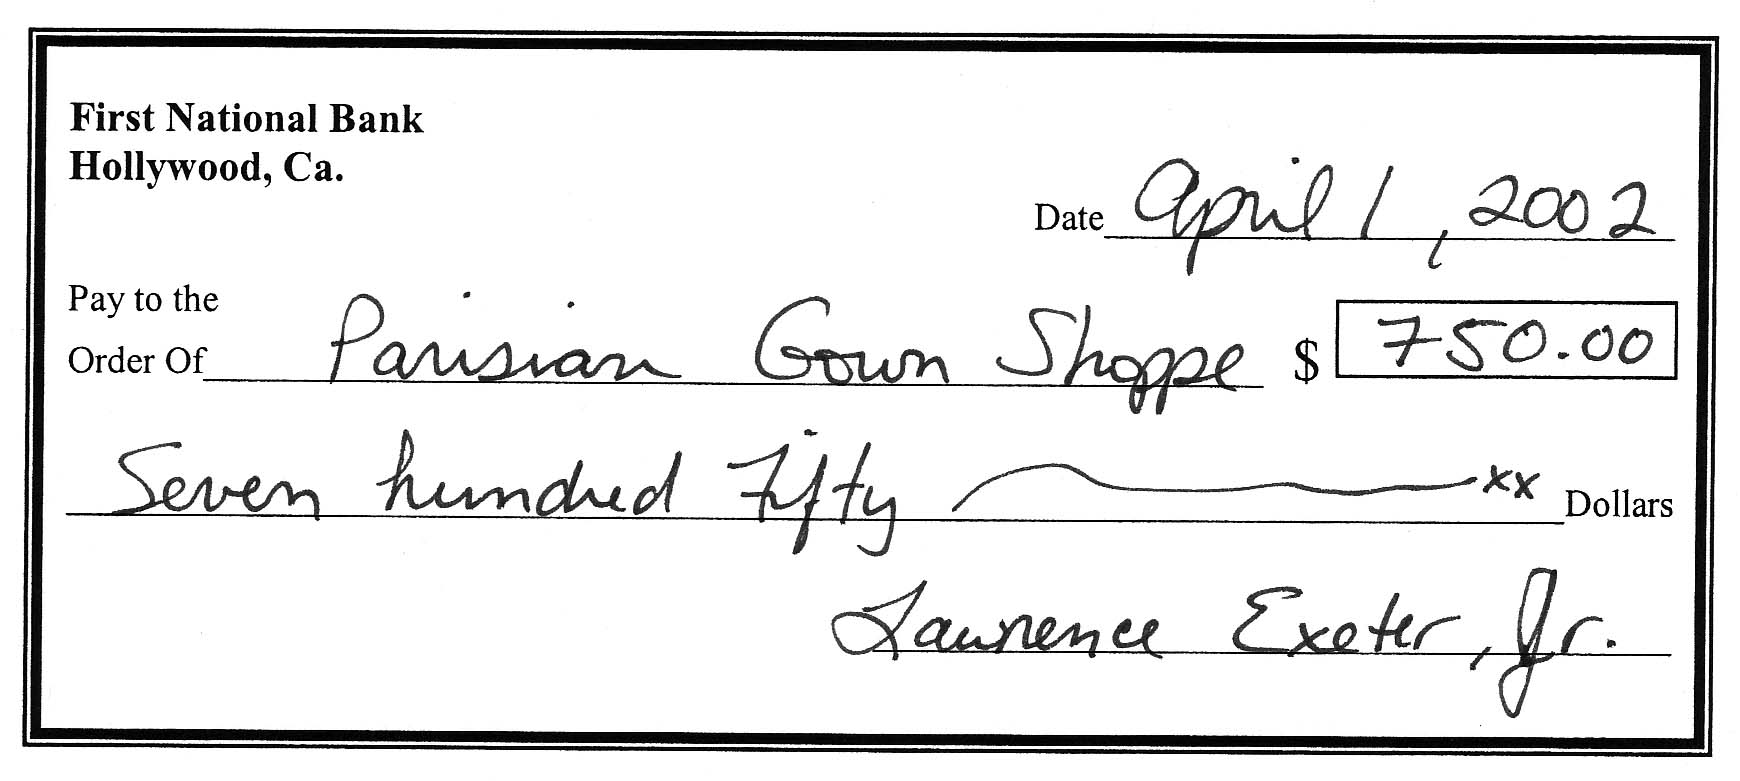 First National Bank
Hollywood, Ca.
Date April 1, 2002
Pay to the
Order Of Parisian Gown Shoppe $ 750.00
Seven hundred Fifty xx Dollars
Lawrence Exeter, Jr.